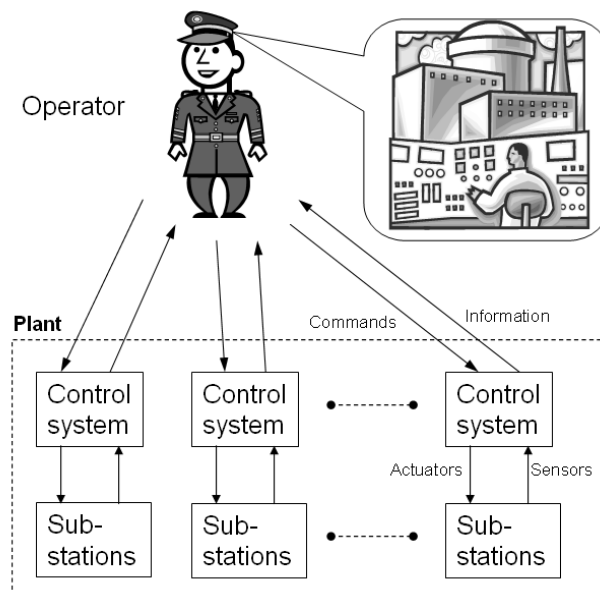 Operator
Plant
Commands
Information
Control
system
Control
system
Control
system
Actuators
Sensors
Sub-
stations
Sub-
stations
Sub-
stations